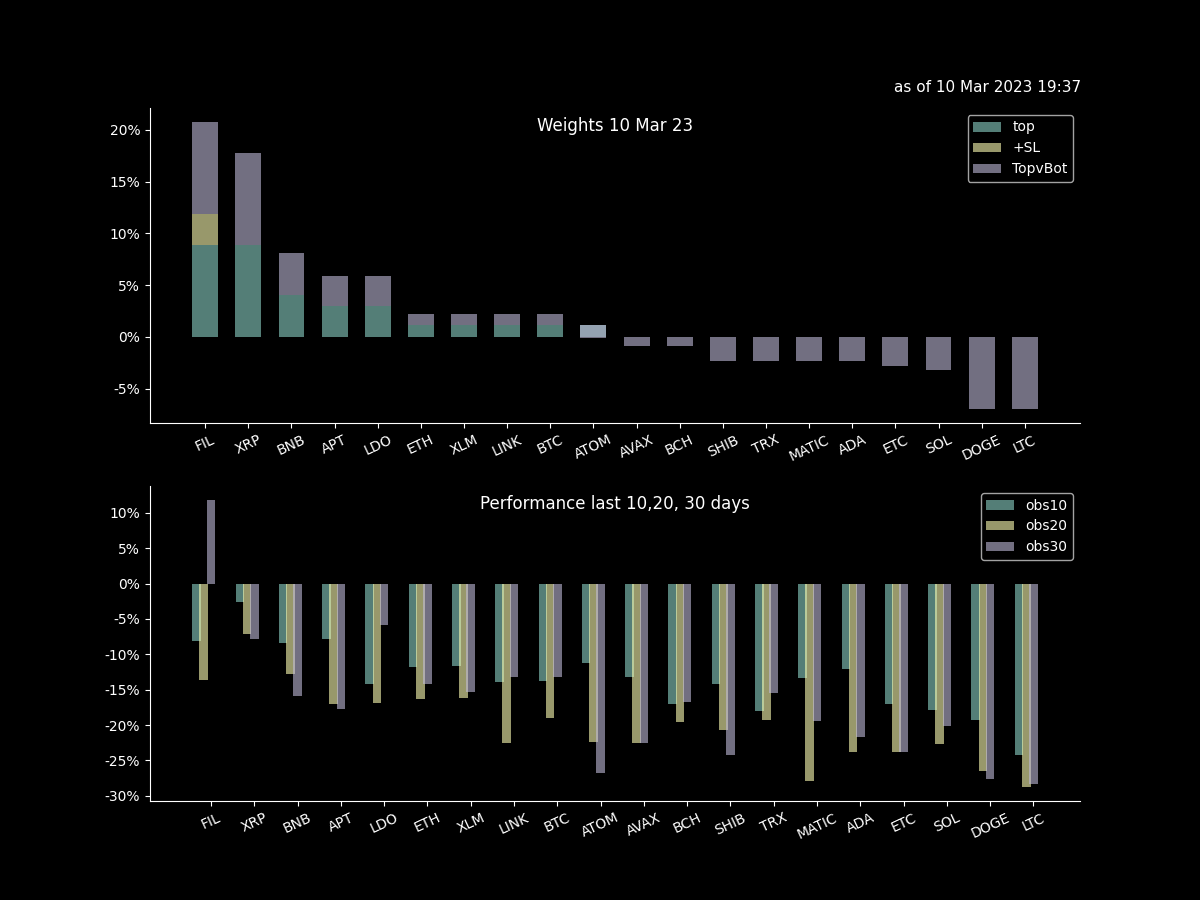 as of 10 Mar 2023 19:37
Weights 10 Mar 23
top
+SL
TopvBot
20%
15%
10%
5%
0%
-5%
FIL XRP BNB APT LDO ETH XLM LINK BTC ATOM AVAX BCH SHIB TRX MATIC ADA ETC SOL DOGE LTC
Performance last 10,20, 30 days
obs10
obs20
obs30
10%
5%
0%
-5%
-10%
-15%
-20%
-25%
-30%
FIL XRP BNB APT LDO ETH XLM LINK BTC ATOM AVAX BCH SHIB TRX MATIC ADA ETC SOL DOGE LTC